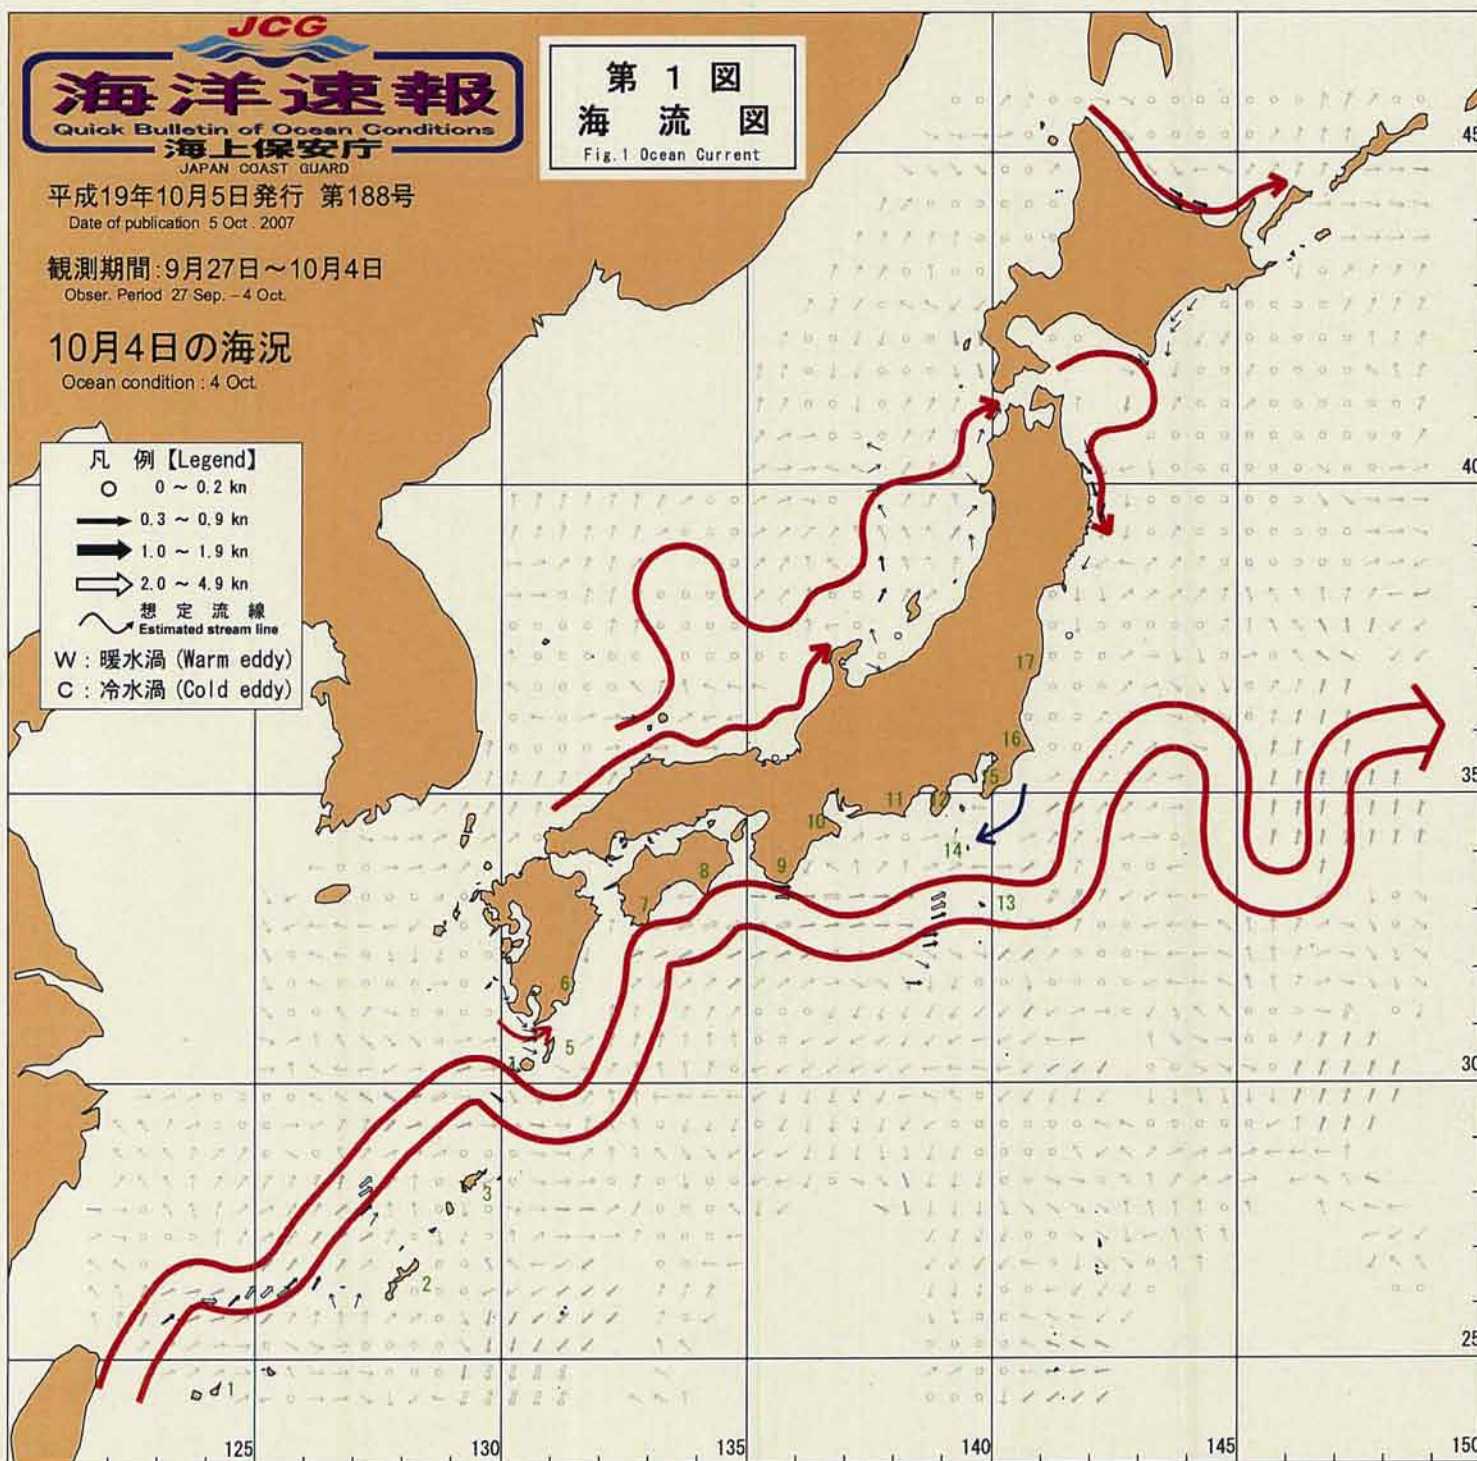 JCG
海洋速報
Quick Bulletin of Ocean Conditions
海上保安庁
JAPAN COAST GUARD
平成19年10月5日発行 第188号
Date of publication 5 Oct. 2007
観測期間:9月27日~10月4日
Obser. Period 27 Sep. – 4 Oct.
10月4日の海況
Ocean condition : 4 Oct.
第 1 図
海 流 図
Fig.1 Ocean Current
凡 例【Legend】
0 ~ 0.2 kn
0.3 ~ 0.9 kn
1.0 ~ 1.9 kn
2.0 ~ 4.9 kn
想 定 流 線
Estimated stream line
W : 暖水渦 (Warm eddy)
C : 冷水渦 (Cold eddy)
45
40
17
16
15
35
11
12
10
14
8
9
7
13
6
5
30
3
2
25
1
125
130
135
140
145
150